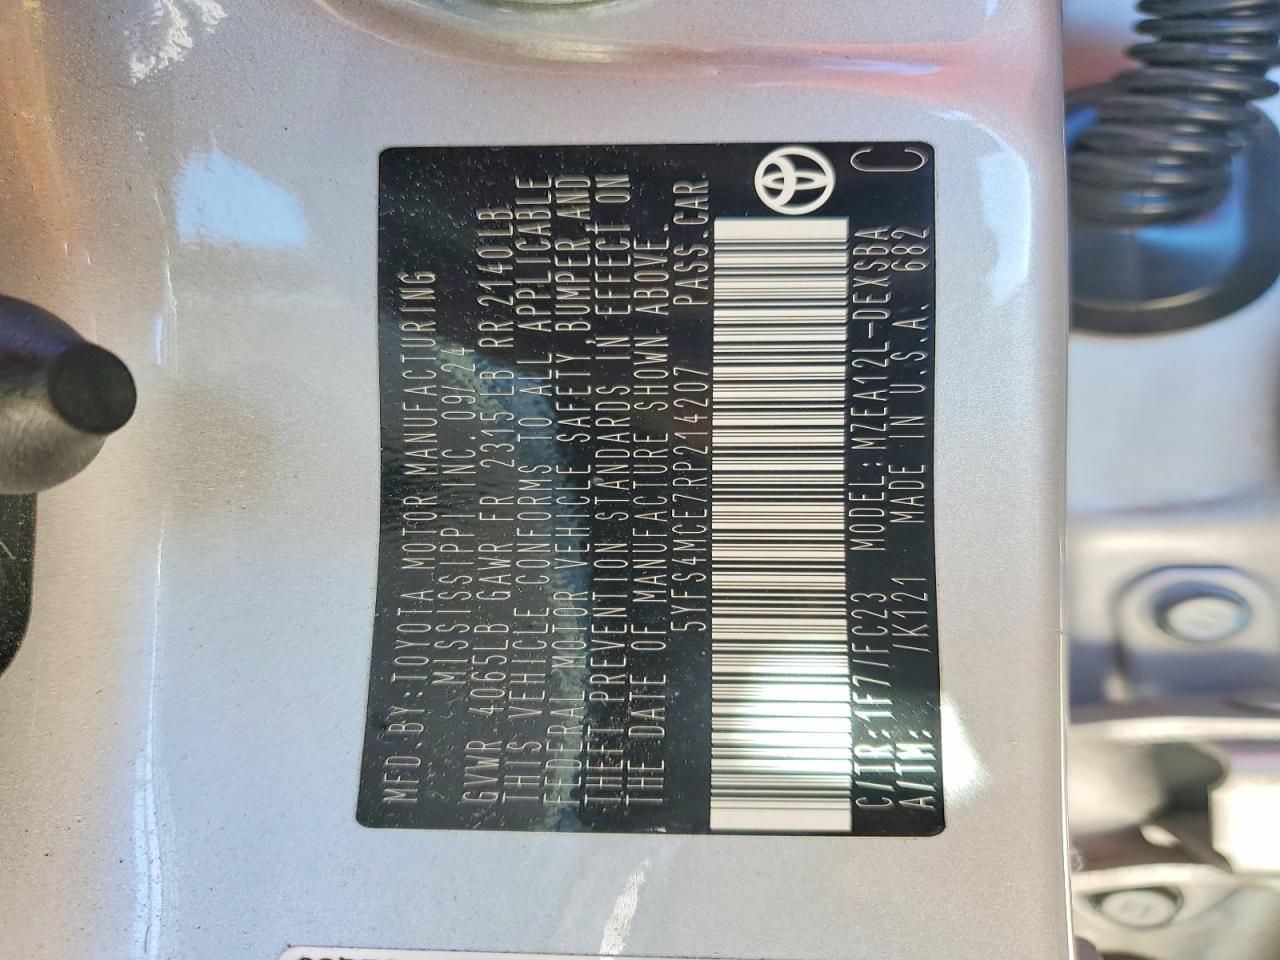 MFD.BY:TOYOTA MOTOR MANUFACTURING
MISSISSIPPI INC. 09/24
GVWR 4065LB GAWR FR 2315LB RR 2140LB
THIS VEHICLE CONFORMS TO ALL APPLICABLE
FEDERAL MOTOR VEHICLE SAFETY, BUMPER AND
THEFT PREVENTION STANDARDS IN EFFECT ON
THE DATE OF MANUFACTURE SHOWN ABOVE.
5YFS4MCE7RP214207 PASS.CAR.
C/TR:1F7/FC23 MODEL:MZEA12L-DEXSBA
A/TM: /K121 MADE IN U.S.A. 682 C